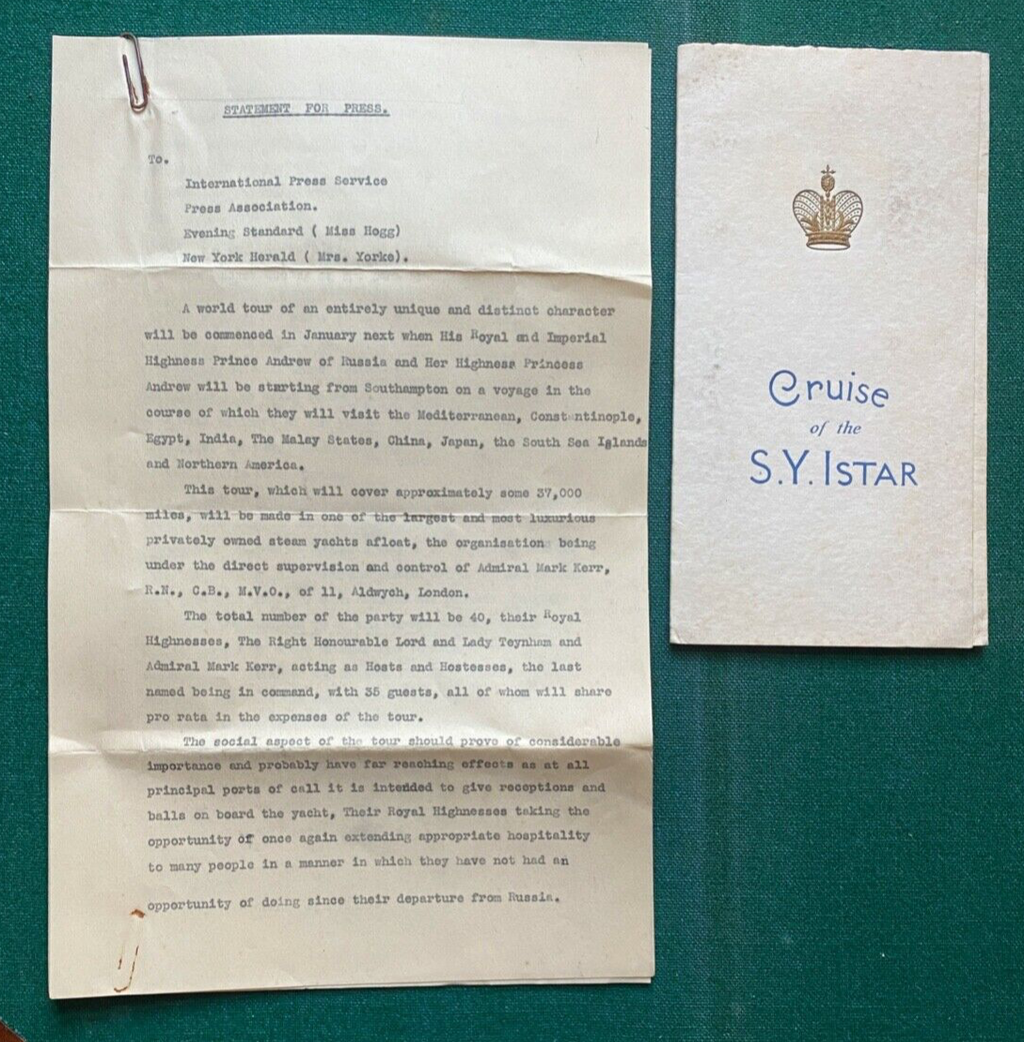 STATEMENT FOR PRESS.
To.
International Press Service
Press Association.
Evening Standard ( Miss Hogg)
New York Herald ( Mrs. Yorke).
A world tour of an entirely unique and distinct character
will be commenced in January next when His Royal and Imperial
Highness Prince Andrew of Russia and Her Highness Princess
Andrew will be starting from Southampton on a voyage in the
course of which they will visit the Mediterranean, Constantinople,
Egypt, India, The Malay States, China, Japan, the South Sea Iglands
and Northern America.
This tour, which will cover approximately some 37,000
miles, will be made in one of the largest and most luxurious
privately owned steam yachts afloat, the organisation being
under the direct supervision and control of Admiral Mark Kerr,
R.N., C.B., M.V.O., of 11, Aldwych, London.
The total number of the party will be 40, their Royal
Highnesses, The Right Honourable Lord and Lady Teynham and
Admiral Mark Kerr, acting as Hosts and Hostesses, the last
named being in command, with 35 guests, all of whom will share
pro rata in the expenses of the tour.
The social aspect of the tour should prove of considerable
importance and probably have far reaching effects as at all
principal ports of call it is intended to give receptions and
balls on board the yacht, Their Royal Highnesses taking the
opportunity of once again extending appropriate hospitality
to many people in a manner in which they have not had an
opportunity of doing since their departure from Russia.
Cruise
of the
S.Y. ISTAR